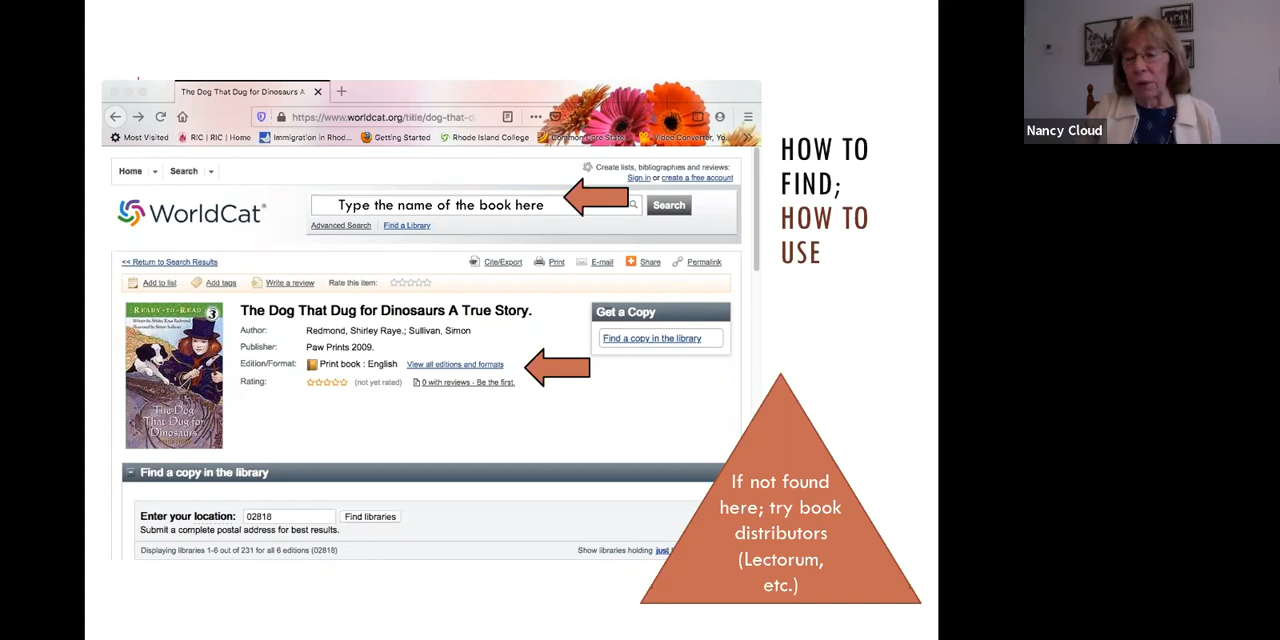 The Dog That Dug for Dinosaurs A
https://www.worldcat.org/title/dog-that-d
Most Visited
RIC | RIC | Home
Immigration in Rhod...
Getting Started
Rhode Island College
Common Core State
Video Converter, Yo
Home
Search
Create lists, bibliographies and reviews:
Sign in or create a free account
WorldCat®
Type the name of the book here
Search
Advanced Search
Find a Library
<< Return to Search Results
Cite/Export
Print
E-mail
Share
Permalink
Add to list
Add tags
Write a review
Rate this item:
READY-TO-READ
3
The Dog
That Dug for
Dinosaurs
The Dog That Dug for Dinosaurs A True Story.
Author: Redmond, Shirley Raye.; Sullivan, Simon
Publisher: Paw Prints 2009.
Edition/Format: Print book : English View all editions and formats
Rating: (not yet rated) 0 with reviews - Be the first.
Get a Copy
Find a copy in the library
Find a copy in the library
Enter your location: 02818 Find libraries
Submit a complete postal address for best results.
Displaying libraries 1-6 out of 231 for all 6 editions (02818)
Show libraries holding just
HOW TO
FIND;
HOW TO
USE
If not found
here; try book
distributors
(Lectorum,
etc.)
Nancy Cloud